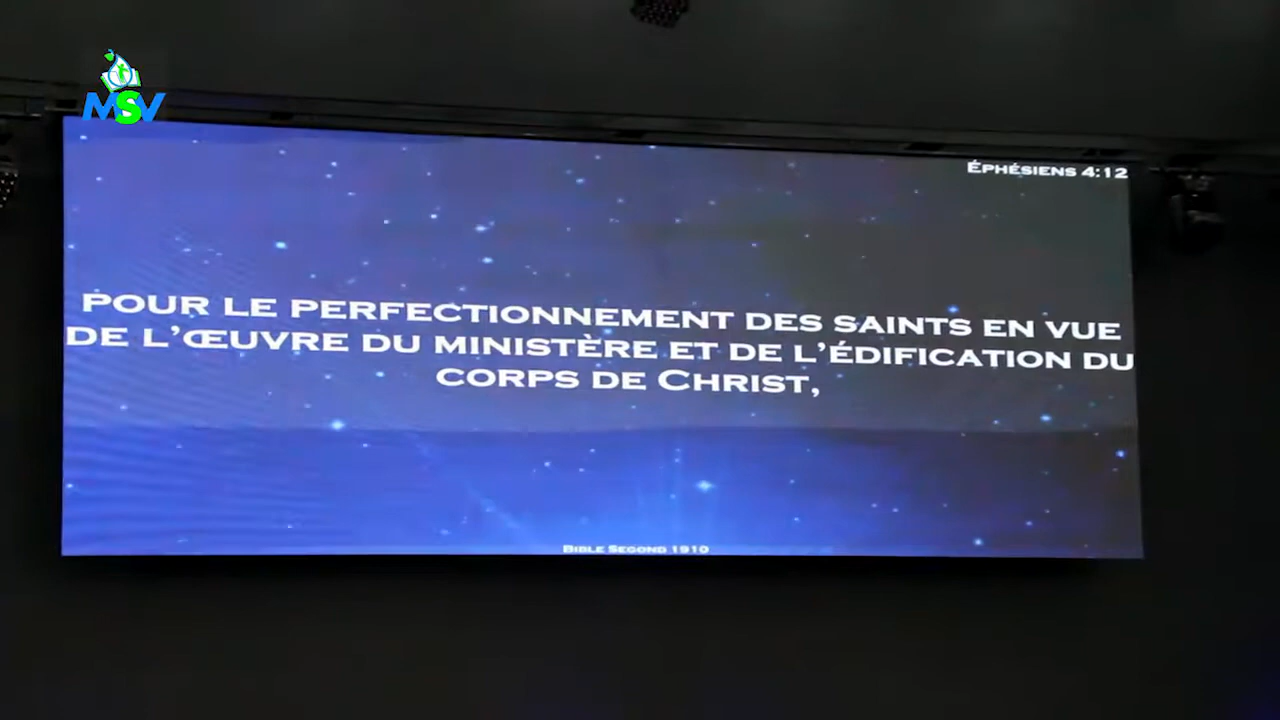 MSV
Éphésiens 4:12
POUR LE PERFECTIONNEMENT DES SAINTS EN VUE
DE L’ŒUVRE DU MINISTÈRE ET DE L’ÉDIFICATION DU
CORPS DE CHRIST,
Bible Segond 1910